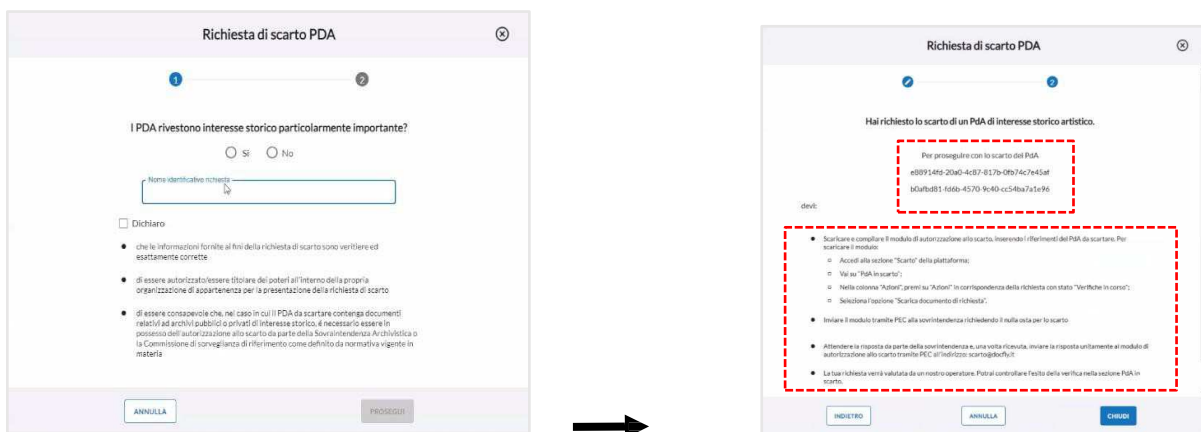 Richiesta di scarto PDA
1
2
I PDA rivestono interesse storico particolarmente importante?
Sì
No
Nome identificativo richiesta
Dichiaro
che le informazioni fornite ai fini della richiesta di scarto sono veritiere ed
esattamente corrette
di essere autorizzato/essere titolare dei poteri all'interno della propria
organizzazione di appartenenza per la presentazione della richiesta di scarto
di essere consapevole che, nel caso in cui il PDA da scartare contenga documenti
relativi ad archivi pubblici o privati di interesse storico, é necessario essere in
possesso dell'autorizzazione allo scarto da parte della Sovraintendenza Archivistica o
la Commissione di sorveglianza di riferimento come definito da normativa vigente in
materia
ANNULLA
PROSEGUI
Richiesta di scarto PDA
2
Hai richiesto lo scarto di un PdA di interesse storico artistico.
Per proseguire con lo scarto del PdA
e88914fd-20a0-4c87-817b-0fb74c7e45af
b0afbd81-fd6b-4570-9c40-cc54ba7a1e96
devi:
Scaricare e compilare il modulo di autorizzazione allo scarto, inserendo i riferimenti del PdA da scartare. Per
scaricare il modulo:
Accedi alla sezione "Scarto" della piattaforma;
Vai su "PdA in scarto";
Nella colonna "Azioni", premi su "Azioni" in corrispondenza della richiesta con stato "Verifiche in corso";
Seleziona l'opzione "Scarica documento di richiesta".
Inviare il modulo tramite PEC alla sovrintendenza richiedendo il nulla osta per lo scarto
Attendere la risposta da parte della sovrintendenza e, una volta ricevuta, inviare la risposta unitamente al modulo di
autorizzazione allo scarto tramite PEC all'indirizzo: scarto@docfly.it
La tua richiesta verrà valutata da un nostro operatore. Potrai controllare l'esito della verifica nella sezione PdA in
scarto.
INDIETRO
ANNULLA
CHIUDI